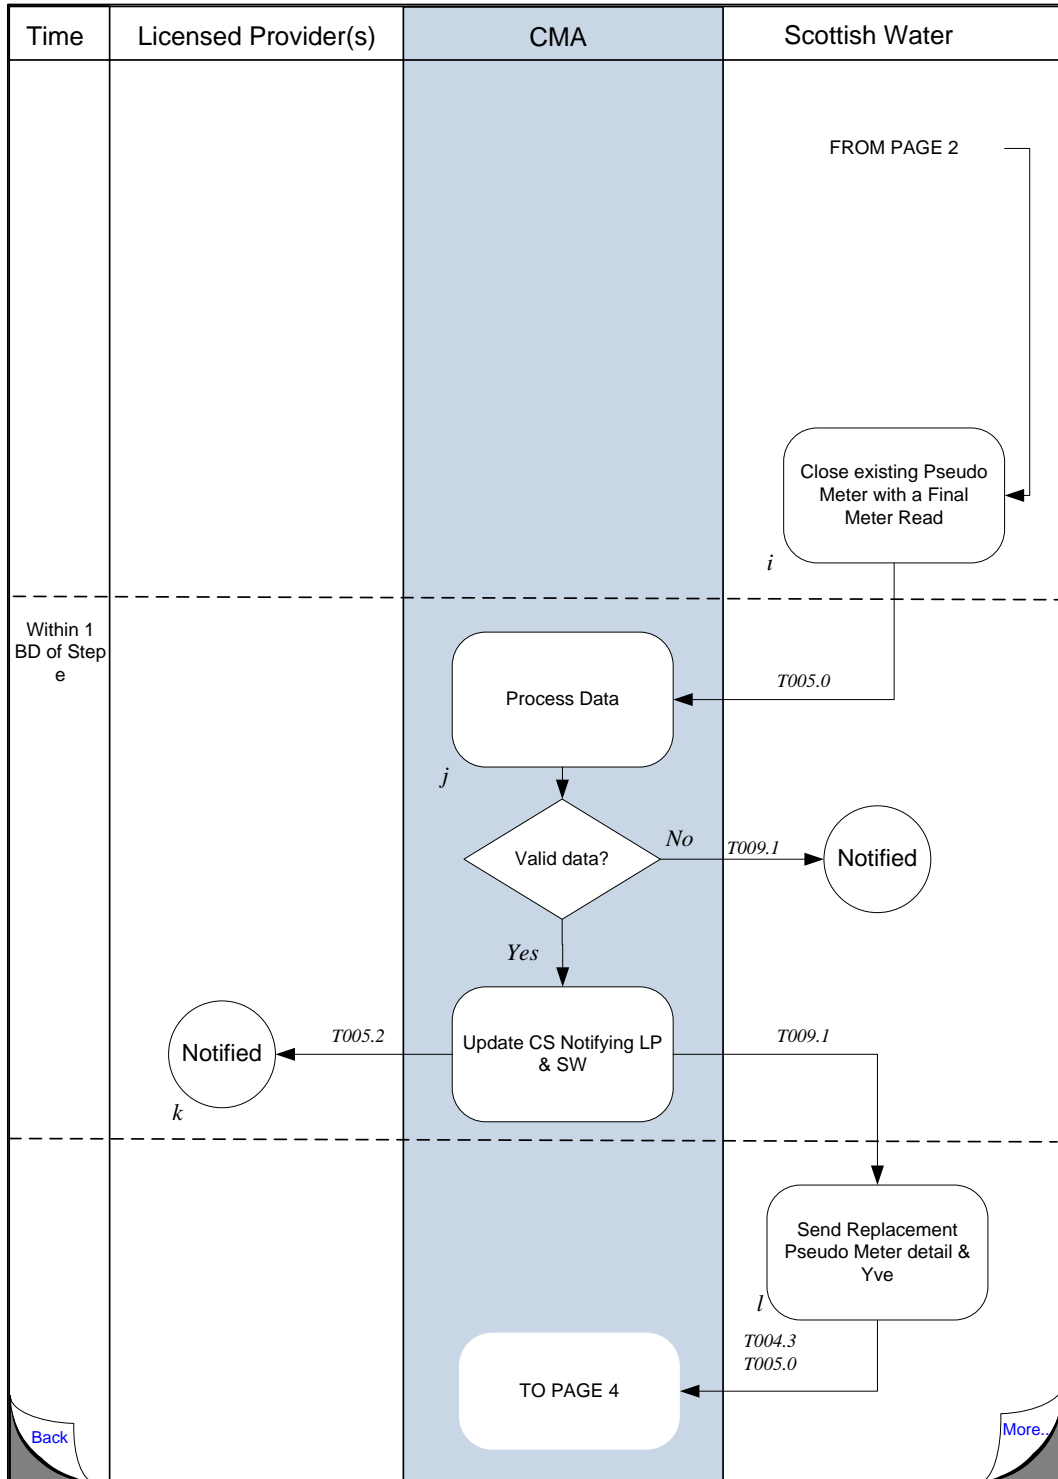 Time
Licensed Provider(s)
CMA
Scottish Water
FROM PAGE 2
Close existing Pseudo
Meter with a Final
Meter Read
i
Within 1
BD of Step
e
Process Data
T005.0
j
Valid data?
No
T009.1
Notified
Yes
Notified
T005.2
Update CS Notifying LP
& SW
T009.1
k
Send Replacement
Pseudo Meter detail &
Yve
l
T004.3
T005.0
TO PAGE 4
Back
More..